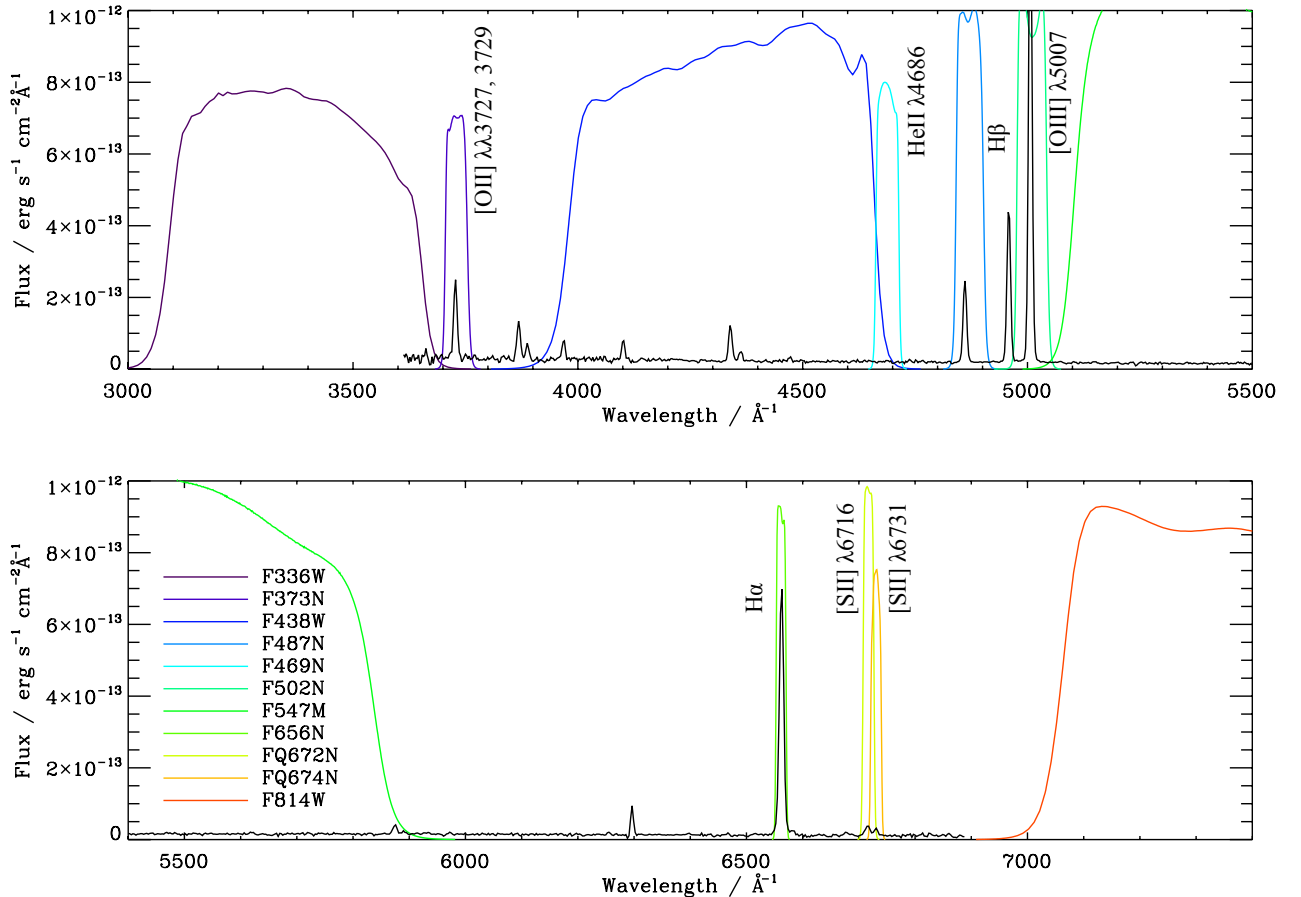 1×10⁻¹²
8×10⁻¹³
6×10⁻¹³
4×10⁻¹³
2×10⁻¹³
0
Flux / erg s⁻¹ cm⁻²Å⁻¹
[OII] λλ3727, 3729
HeII λ4686
Hβ
[OIII] λ5007
3000 3500 4000 4500 5000 5500
Wavelength / Å⁻¹
1×10⁻¹²
8×10⁻¹³
6×10⁻¹³
4×10⁻¹³
2×10⁻¹³
0
Flux / erg s⁻¹ cm⁻²Å⁻¹
F336W
F373N
F438W
F487N
F469N
F502N
F547M
F656N
FQ672N
FQ674N
F814W
Hα
[SII] λ6716
[SII] λ6731
5500 6000 6500 7000
Wavelength / Å⁻¹